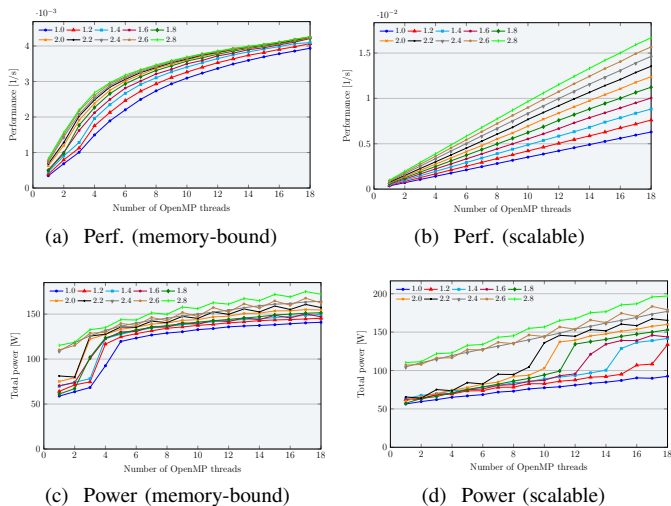 ·10⁻³
1.0 1.2 1.4 1.6 1.8
2.0 2.2 2.4 2.6 2.8
4
3
2
1
0
Performance [1/s]
2 4 6 8 10 12 14 16 18
Number of OpenMP threads
(a) Perf. (memory-bound)
·10⁻²
1.0 1.2 1.4 1.6 1.8
2.0 2.2 2.4 2.6 2.8
1.5
1
0.5
0
Performance [1/s]
0 2 4 6 8 10 12 14 16 18
Number of OpenMP threads
(b) Perf. (scalable)
1.0 1.2 1.4 1.6 1.8
2.0 2.2 2.4 2.6 2.8
150
100
50
0
Total power [W]
0 2 4 6 8 10 12 14 16 18
Number of OpenMP threads
(c) Power (memory-bound)
1.0 1.2 1.4 1.6 1.8
2.0 2.2 2.4 2.6 2.8
200
150
100
50
0
Total power [W]
0 2 4 6 8 10 12 14 16 18
Number of OpenMP threads
(d) Power (scalable)